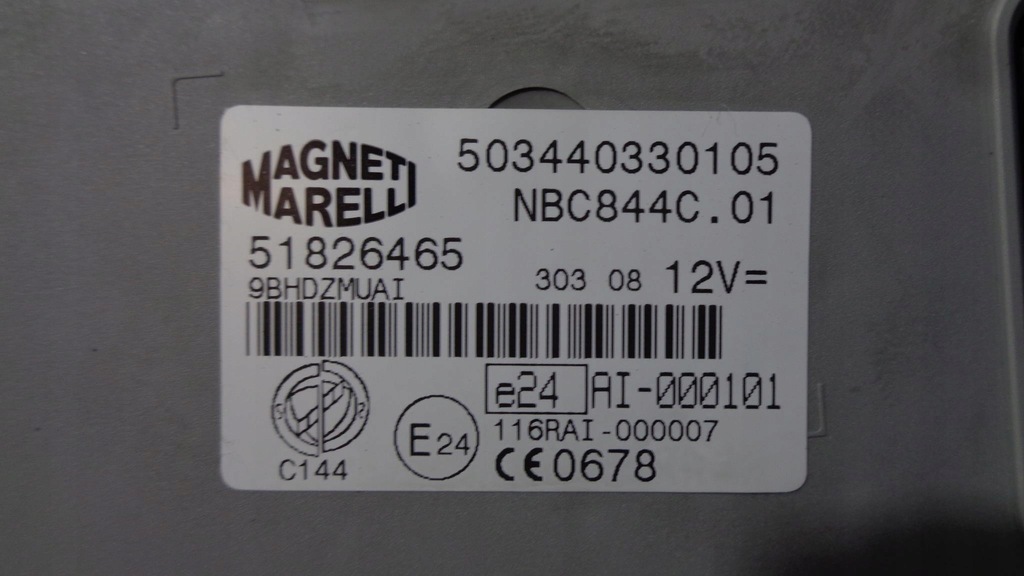 MAGNETI
MARELLI
503440330105
NBC844C.01
51826465
9BHDZMUAI
303 08 12V=
e24 AI-000101
116RAI-000007
E24
CE0678
C144